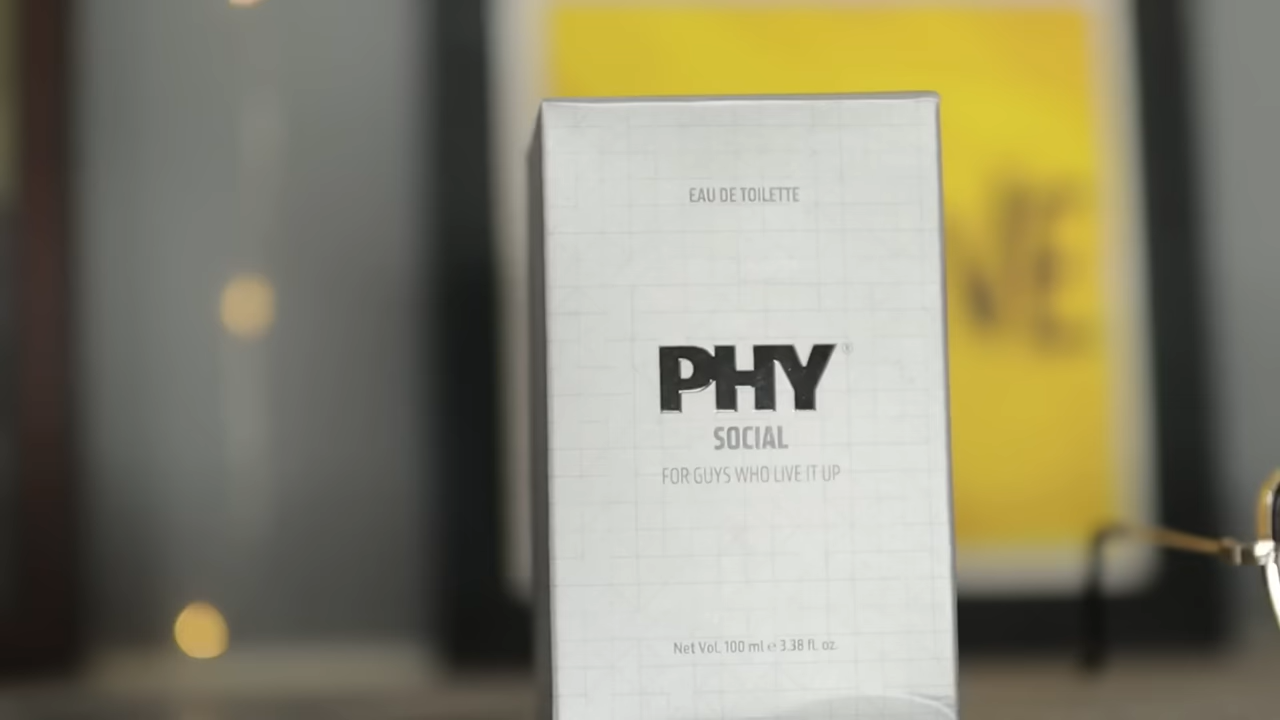 EAU DE TOILETTE
PHY®
SOCIAL
FOR GUYS WHO LIVE IT UP
Net Vol. 100 ml ℮ 3.38 fl. oz.